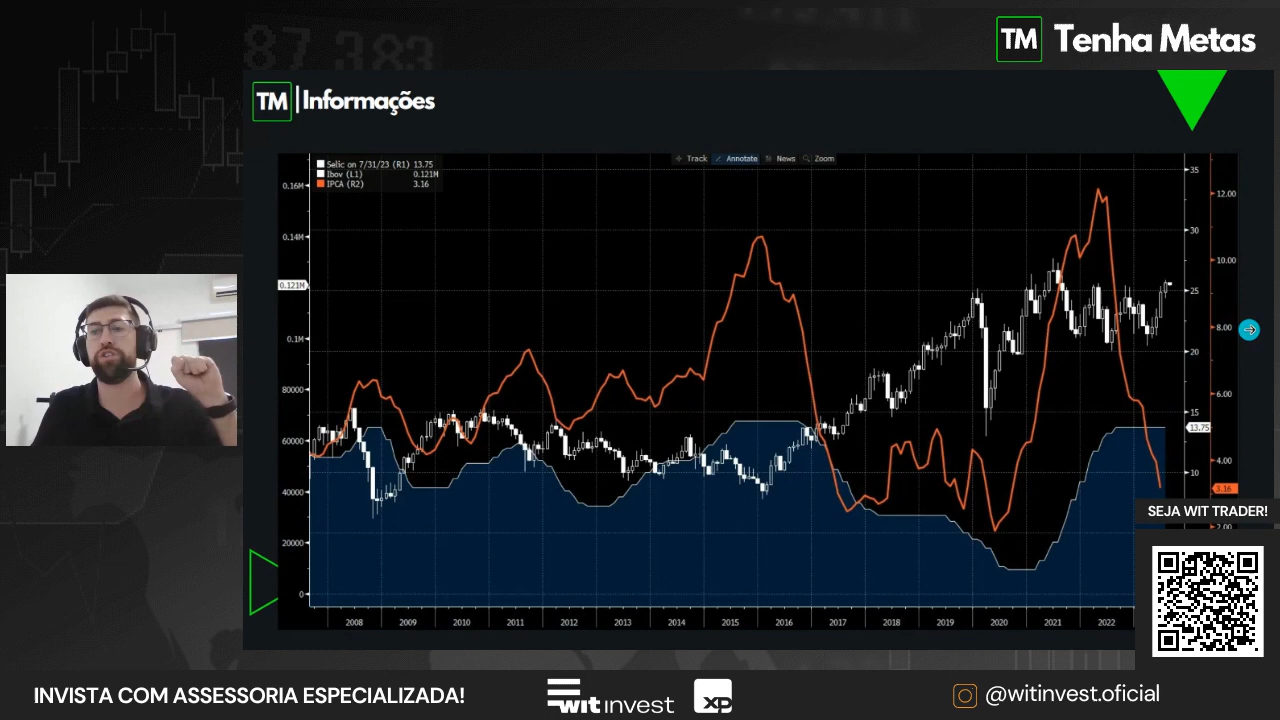 87.383
TM Tenha Metas
TM Informações
Selic on 7/31/23 (R1) 13.75
Ibov (L1) 0.121M
IPCA (R2) 3.16
Track Annotate News Zoom
0.16M
0.14M
0.121M
0.1M
80000
60000
40000
20000
0
35
30
25
20
15
13.75
10
12.00
10.00
8.00
6.00
4.00
3.16
2.00
2008 2009 2010 2011 2012 2013 2014 2015 2016 2017 2018 2019 2020 2021 2022
SEJA WIT TRADER!
INVISTA COM ASSESSORIA ESPECIALIZADA!
wit invest
XP
@witinvest.oficial